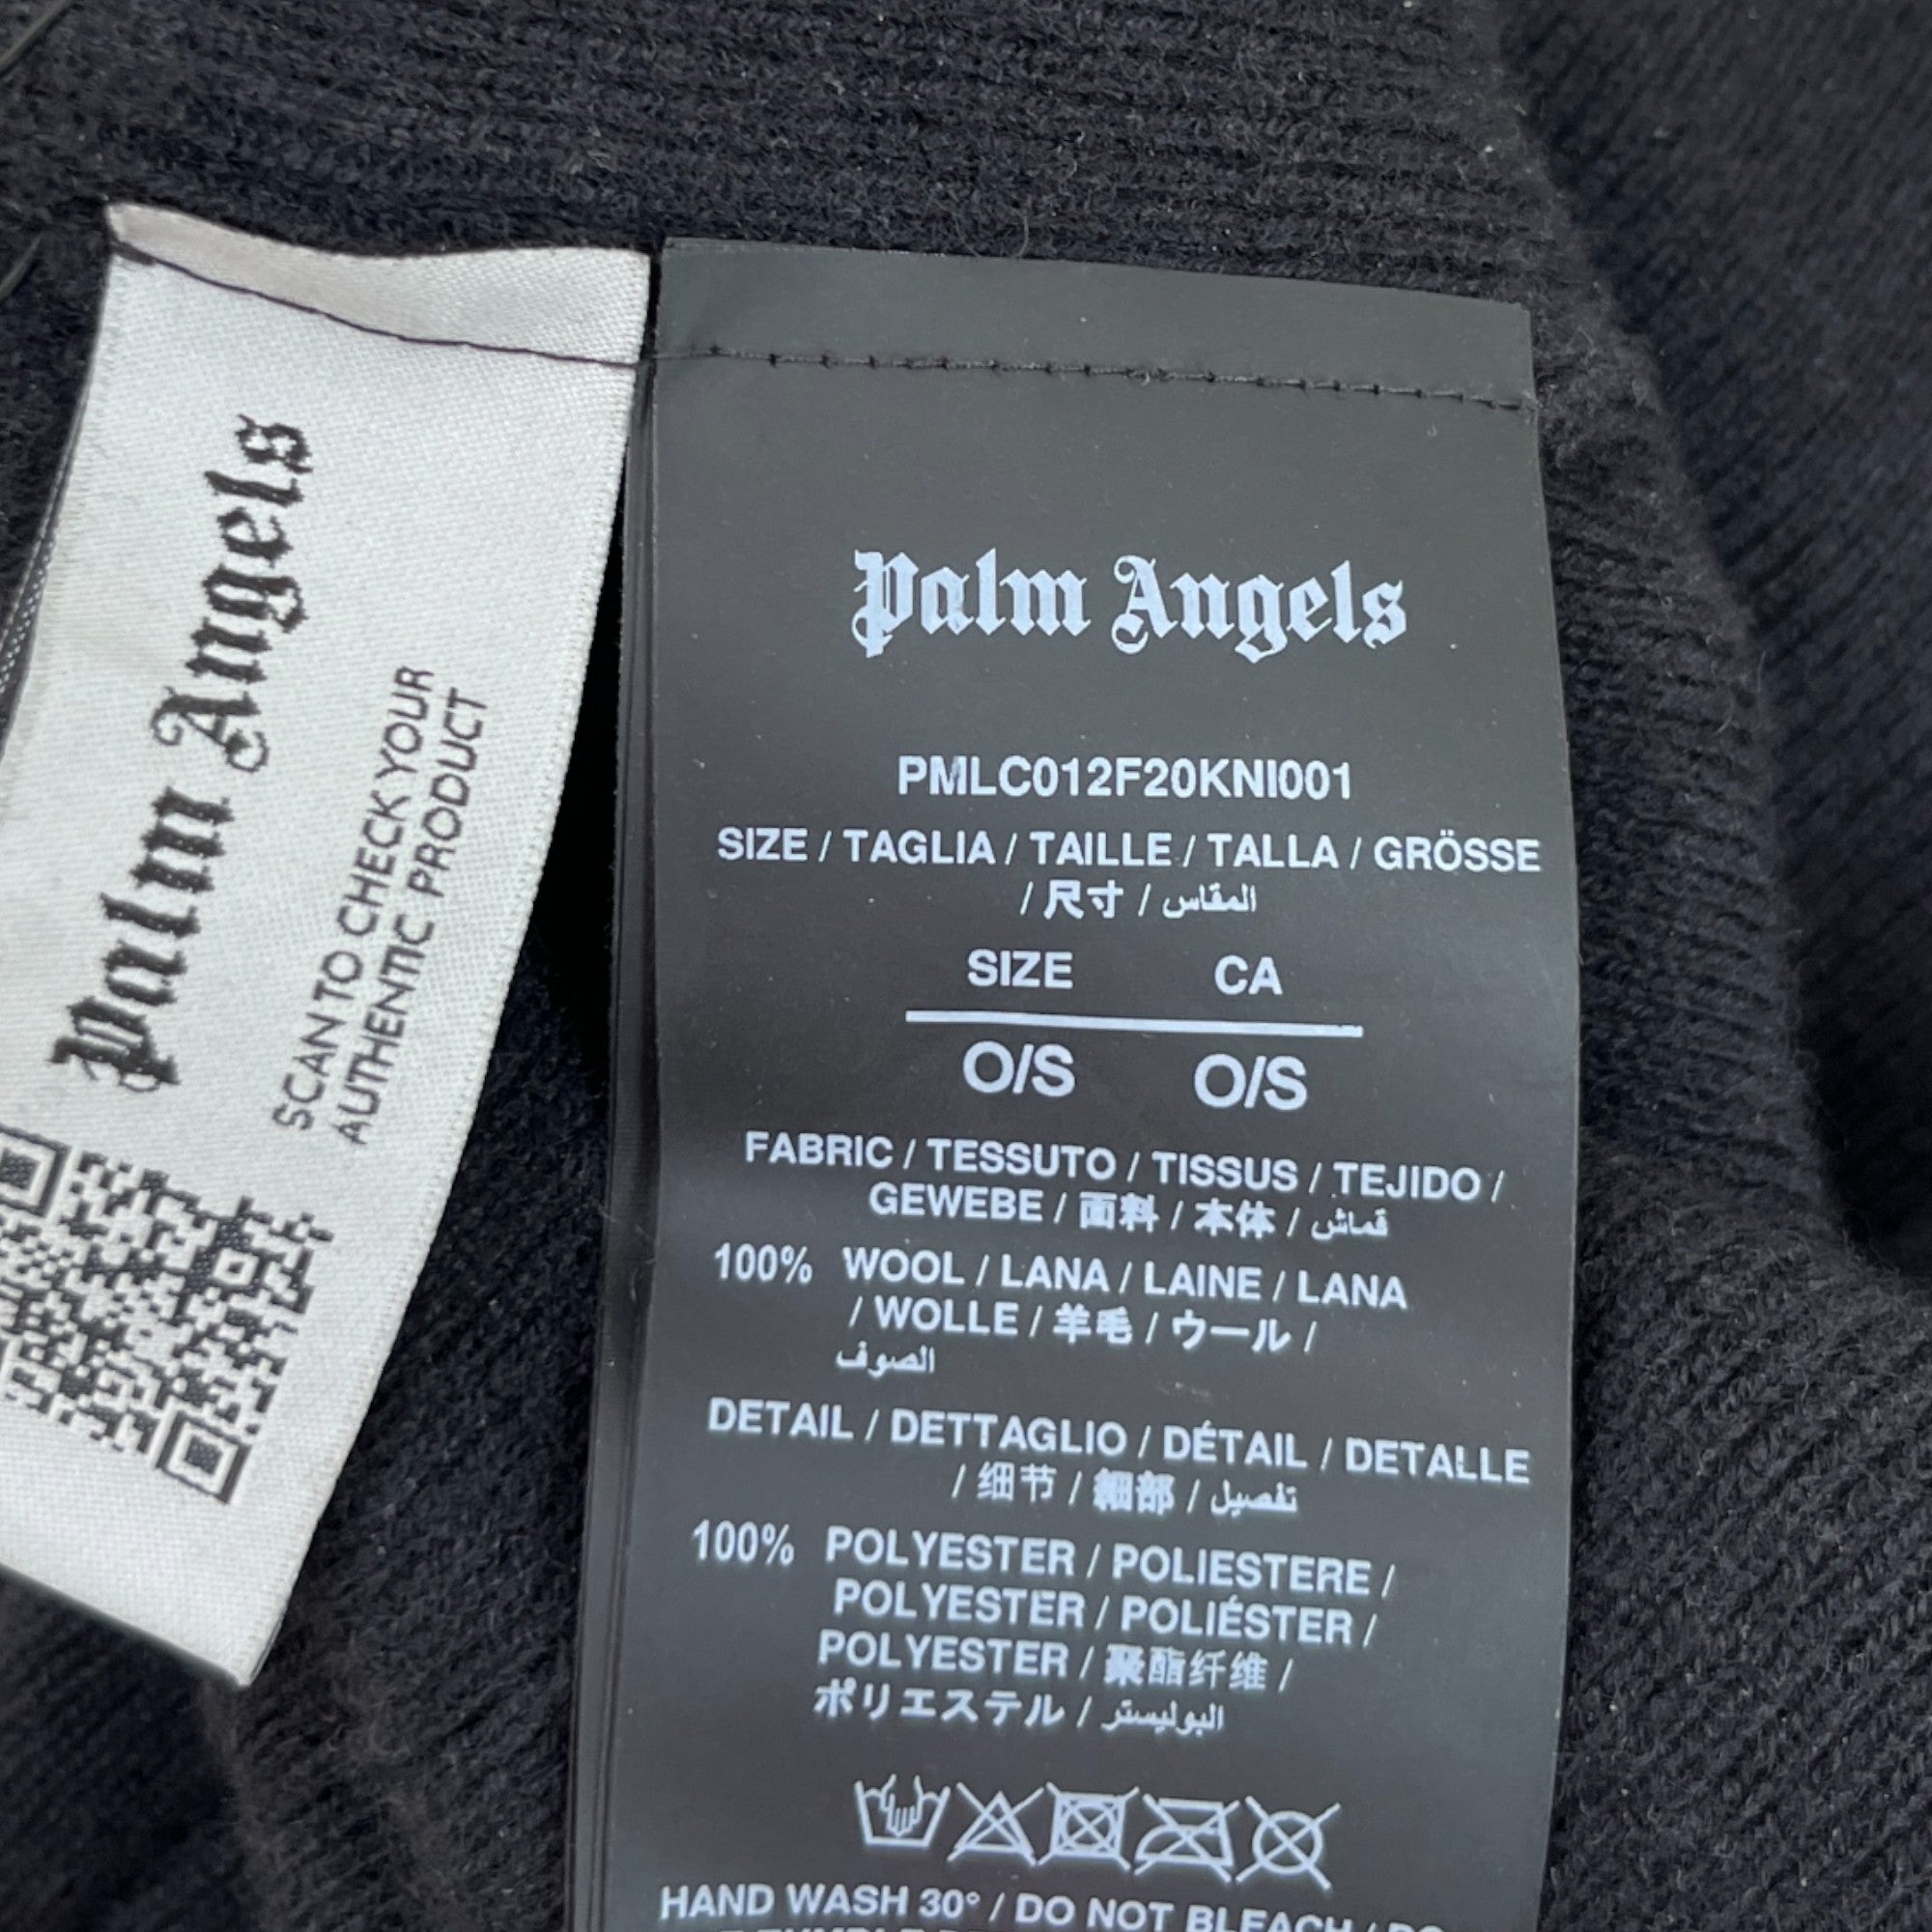 Palm Angels
SCAN TO CHECK YOUR
AUTHENTIC PRODUCT
Palm Angels
PMLC012F20KNI001
SIZE / TAGLIA / TAILLE / TALLA / GRÖSSE
/ 尺寸 / المقاس
SIZE CA
O/S O/S
FABRIC / TESSUTO / TISSUS / TEJIDO /
GEWEBE / 面料 / 本体 / قماش
100% WOOL / LANA / LAINE / LANA
/ WOLLE / 羊毛 / ウール /
الصوف
DETAIL / DETTAGLIO / DÉTAIL / DETALLE
/ 细节 / 細部 / تفصيل
100% POLYESTER / POLIESTERE /
POLYESTER / POLIÉSTER /
POLYESTER / 聚酯纤维 /
ポリエステル / البوليستر
HAND WASH 30° / DO NOT BLEACH / DO